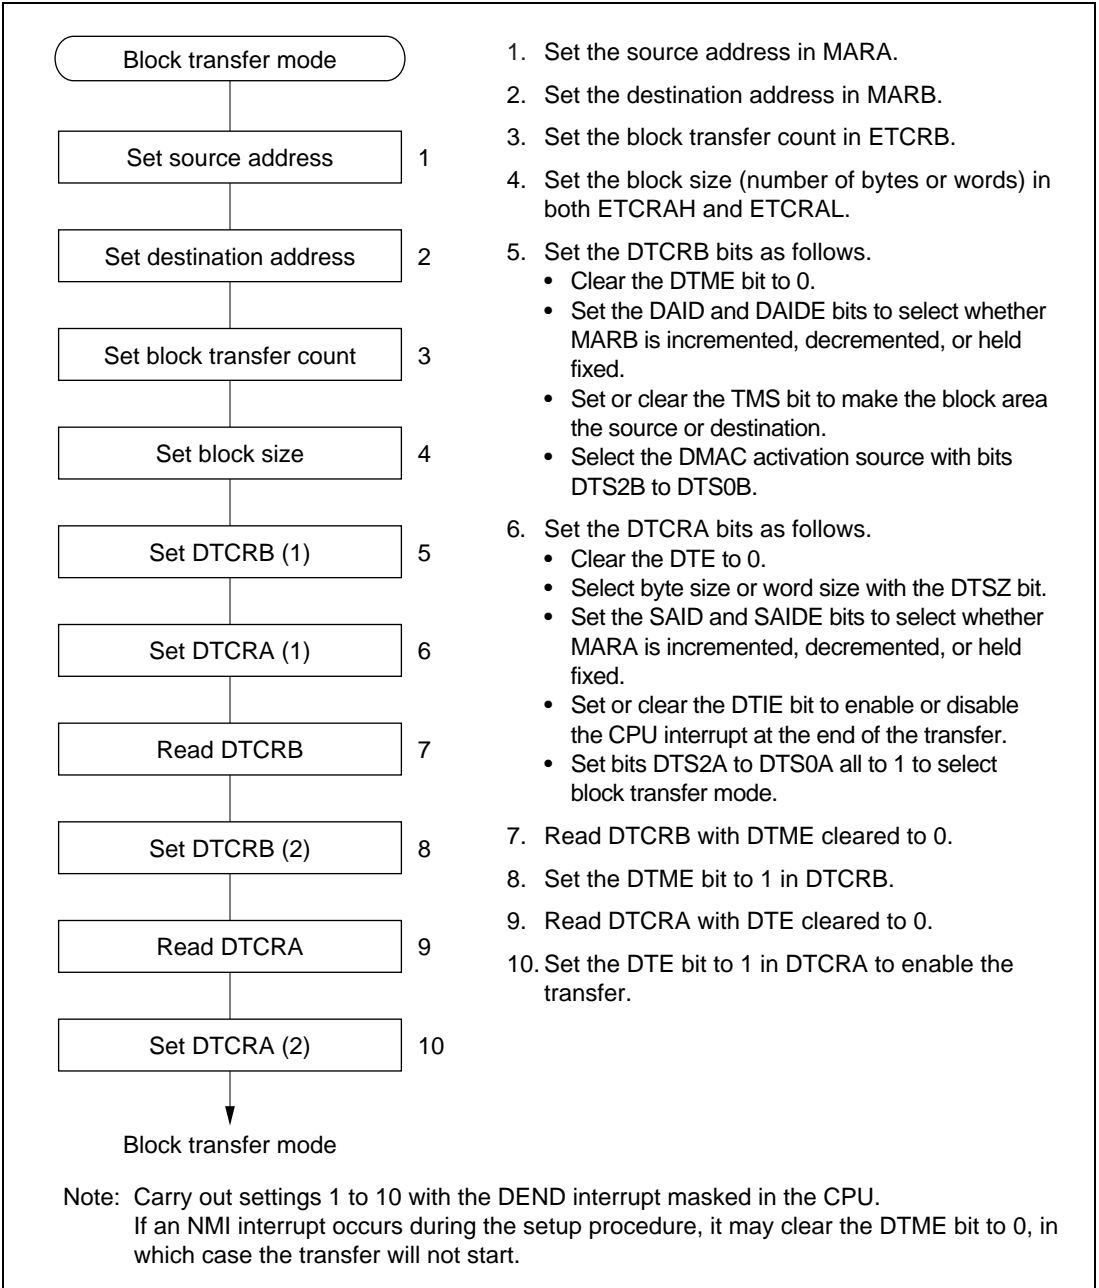 Block transfer mode
Set source address 1
Set destination address 2
Set block transfer count 3
Set block size 4
Set DTCRB (1) 5
Set DTCRA (1) 6
Read DTCRB 7
Set DTCRB (2) 8
Read DTCRA 9
Set DTCRA (2) 10
Block transfer mode
1. Set the source address in MARA.
2. Set the destination address in MARB.
3. Set the block transfer count in ETCRB.
4. Set the block size (number of bytes or words) in
both ETCRAH and ETCRAL.
5. Set the DTCRB bits as follows.
• Clear the DTME bit to 0.
• Set the DAID and DAIDE bits to select whether
MARB is incremented, decremented, or held
fixed.
• Set or clear the TMS bit to make the block area
the source or destination.
• Select the DMAC activation source with bits
DTS2B to DTS0B.
6. Set the DTCRA bits as follows.
• Clear the DTE to 0.
• Select byte size or word size with the DTSZ bit.
• Set the SAID and SAIDE bits to select whether
MARA is incremented, decremented, or held
fixed.
• Set or clear the DTIE bit to enable or disable
the CPU interrupt at the end of the transfer.
• Set bits DTS2A to DTS0A all to 1 to select
block transfer mode.
7. Read DTCRB with DTME cleared to 0.
8. Set the DTME bit to 1 in DTCRB.
9. Read DTCRA with DTE cleared to 0.
10. Set the DTE bit to 1 in DTCRA to enable the
transfer.
Note: Carry out settings 1 to 10 with the DEND interrupt masked in the CPU.
If an NMI interrupt occurs during the setup procedure, it may clear the DTME bit to 0, in
which case the transfer will not start.